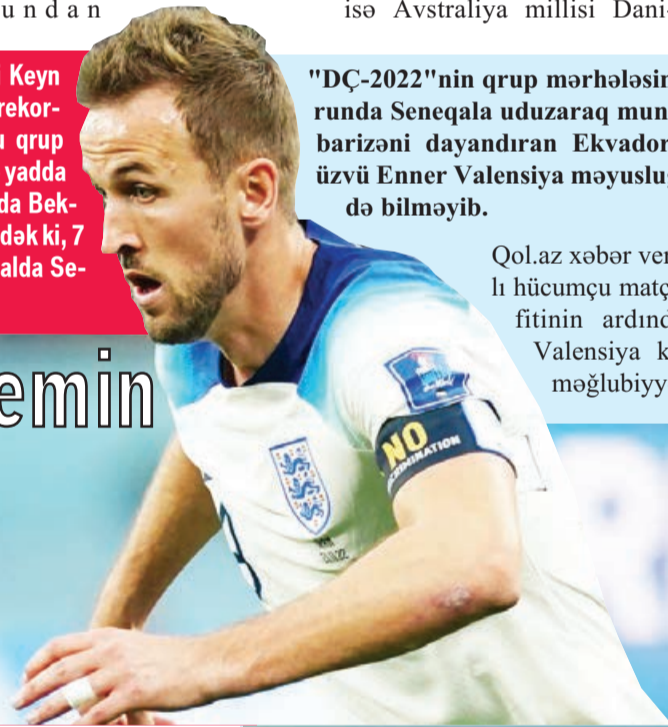 undan
isə Avstraliya millisi Dani-
Keyn
rekor-
qrup
yadda
da Bek-
dək ki, 7
alda Se-
emin
"DÇ-2022"nin qrup mərhələsin
runda Seneqala uduzaraq mun
barizəni dayandıran Ekvador
üzvü Enner Valensiya məyuslu
də bilməyib.
Qol.az xəbər ver
lı hücumçu matç
fitinin ardınd
Valensiya k
məğlubiyy
NO
DISCRIMINATION